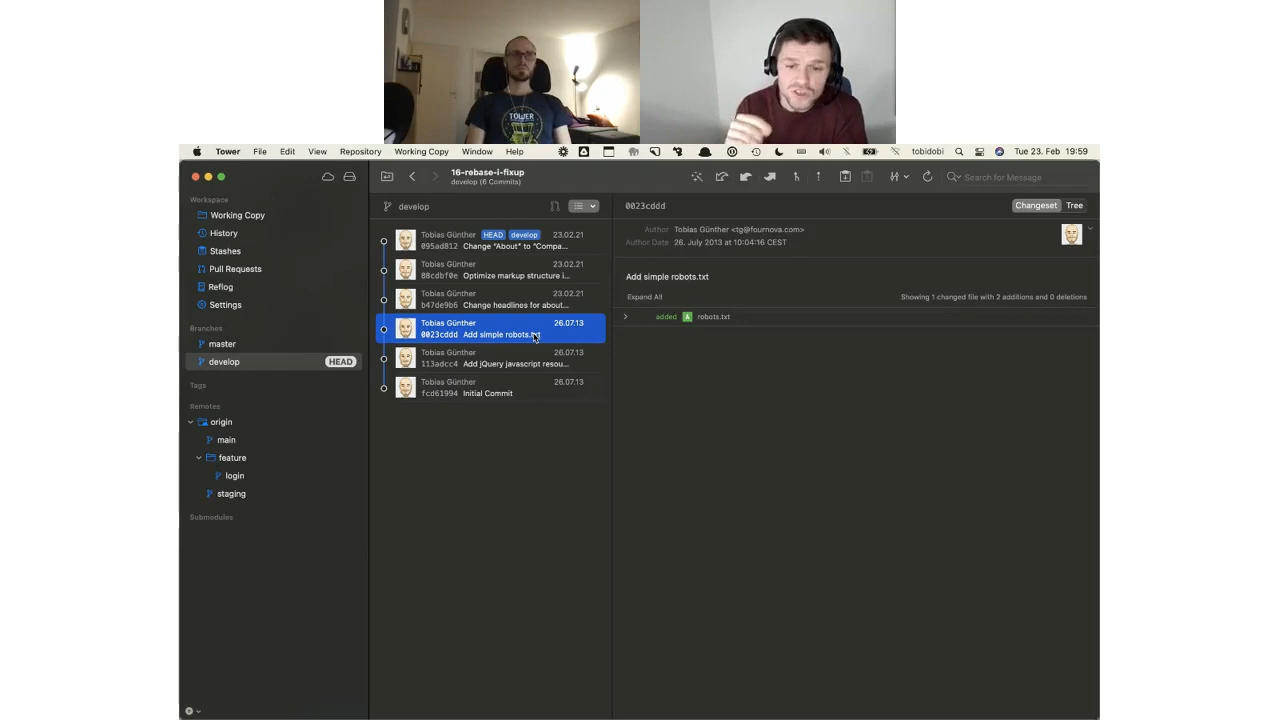 TOWER
Tower File Edit View Repository Working Copy Window Help tobidobi Tue 23. Feb 19:59
16-rebase-i-fixup
develop (6 Commits)
Search for Message
Workspace
Working Copy
History
Stashes
Pull Requests
Reflog
Settings
Branches
master
develop HEAD
Tags
Remotes
origin
main
feature
login
staging
Submodules
develop
Tobias Günther HEAD develop 23.02.21
095ad812 Change "About" to "Compa...
Tobias Günther 23.02.21
88cdbf0e Optimize markup structure i...
Tobias Günther 23.02.21
b47de9b6 Change headlines for about...
Tobias Günther 26.07.13
0023cddd Add simple robots.txt
Tobias Günther 26.07.13
113adcc4 Add jQuery javascript resou...
Tobias Günther 26.07.13
fcd61994 Initial Commit
0023cddd Changeset Tree
Author Tobias Günther <tg@fournova.com>
Author Date 26. July 2013 at 10:04:16 CEST
Add simple robots.txt
Expand All Showing 1 changed file with 2 additions and 0 deletions
added A robots.txt